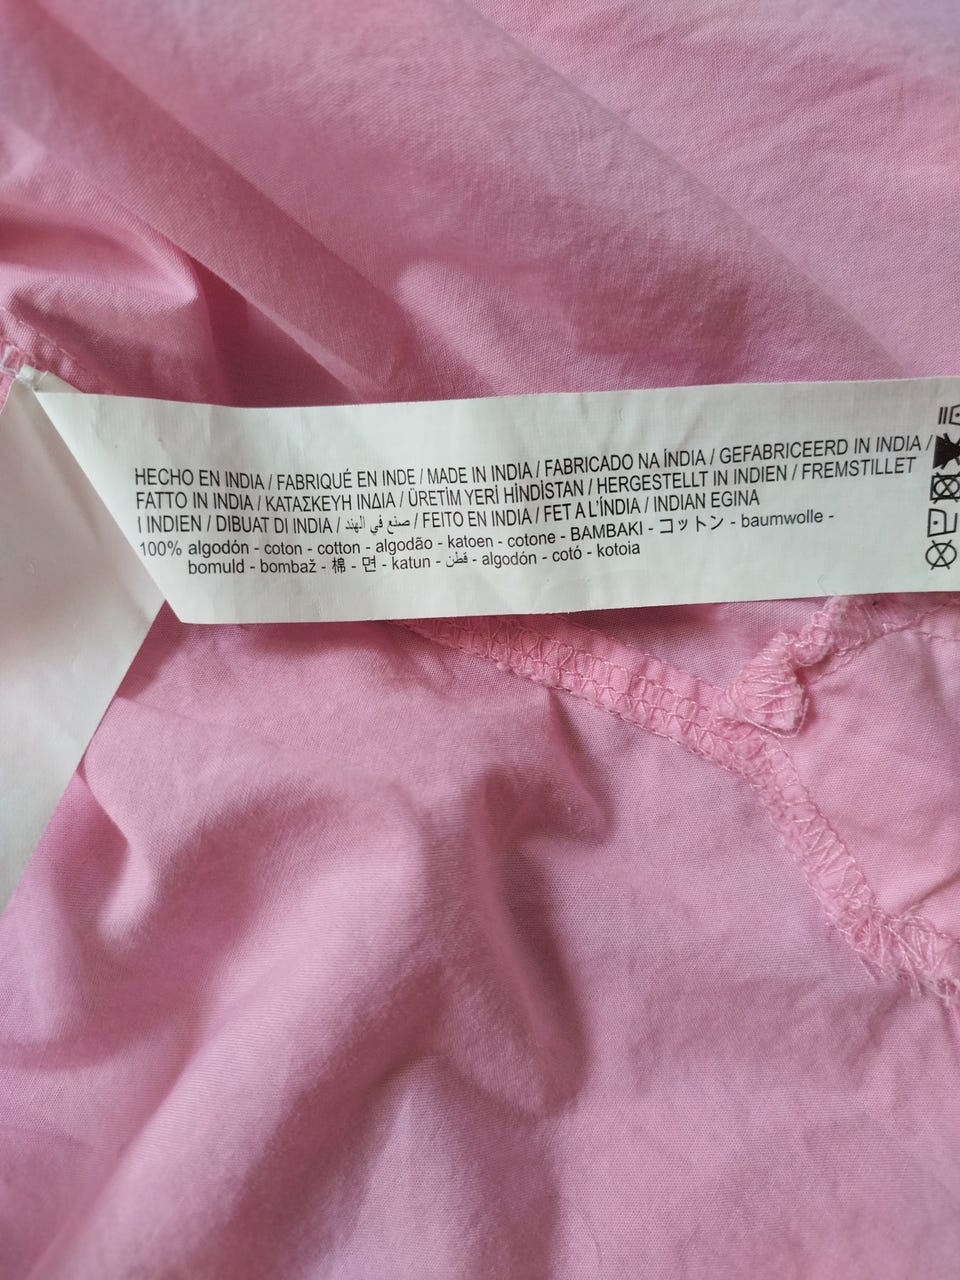 HECHO EN INDIA / FABRIQUÉ EN INDE / MADE IN INDIA / FABRICADO NA ÍNDIA / GEFABRICEERD IN INDIA /
FATTO IN INDIA / ΚΑΤΑΣΚΕΥΗ ΙΝΔΙΑ / ÜRETİM YERİ HİNDİSTAN / HERGESTELLT IN INDIEN / FREMSTILLET
I INDIEN / DIBUAT DI INDIA / صنع في الهند / FEITO EN INDIA / FET A L'ÍNDIA / INDIAN EGINA
100% algodón - coton - cotton - algodão - katoen - cotone - ΒΑΜΒΑΚΙ - コットン - baumwolle -
bomuld - bombaž - 棉 - 면 - katun - قطن - algodón - cotó - kotoia